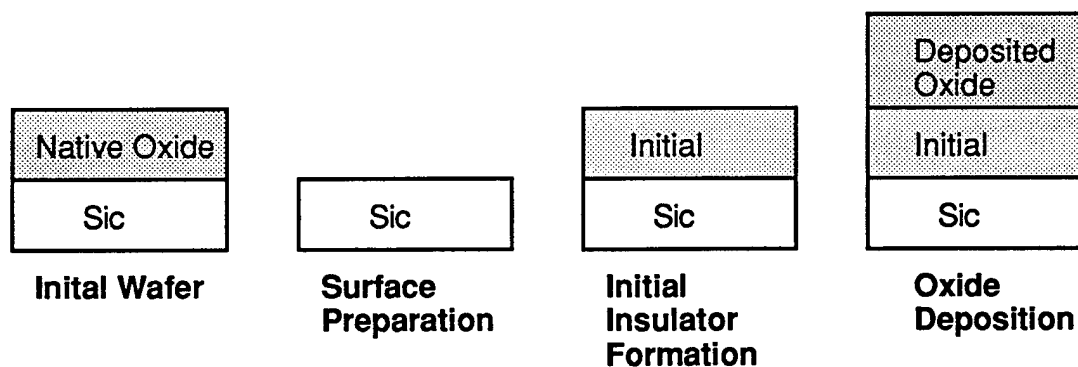 Native Oxide
Sic
Inital Wafer
Sic
Surface
Preparation
Initial
Sic
Initial
Insulator
Formation
Deposited
Oxide
Initial
Sic
Oxide
Deposition